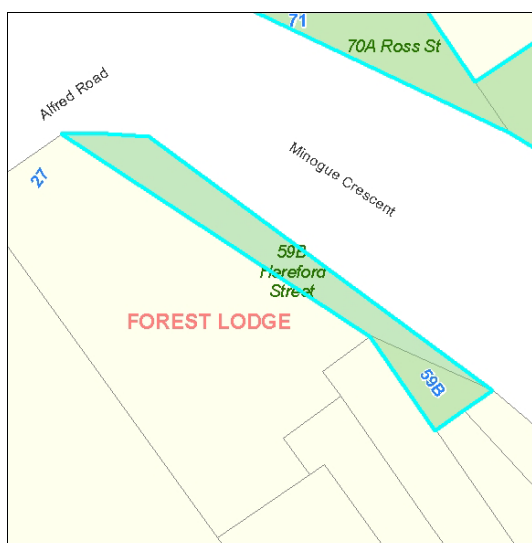 71
70A Ross St
Alfred Road
Minogue Crescent
27
59B
Hereford
Street
FOREST LODGE
59B